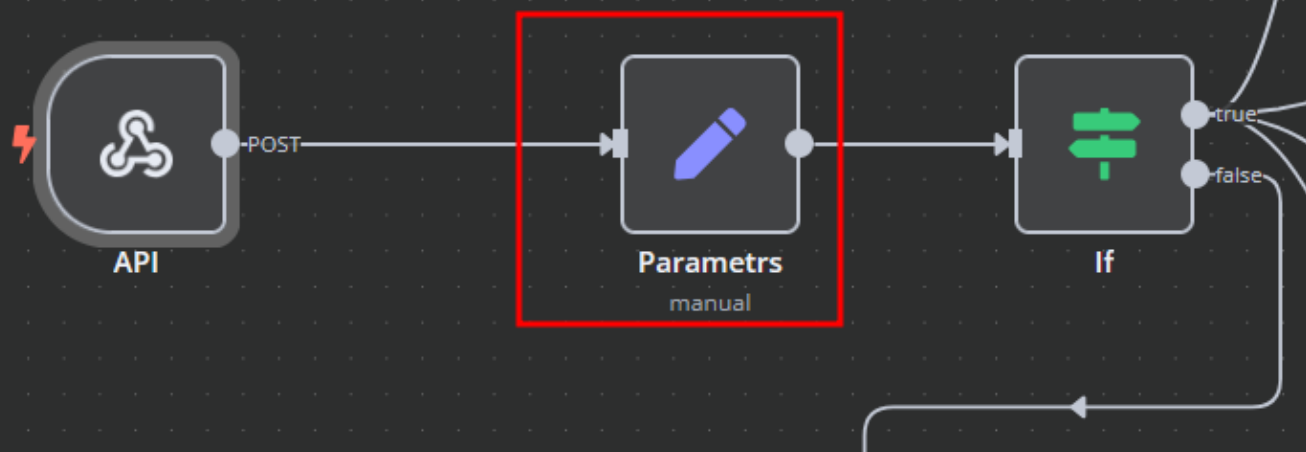 POST
true
false
API
Parametrs
If
manual